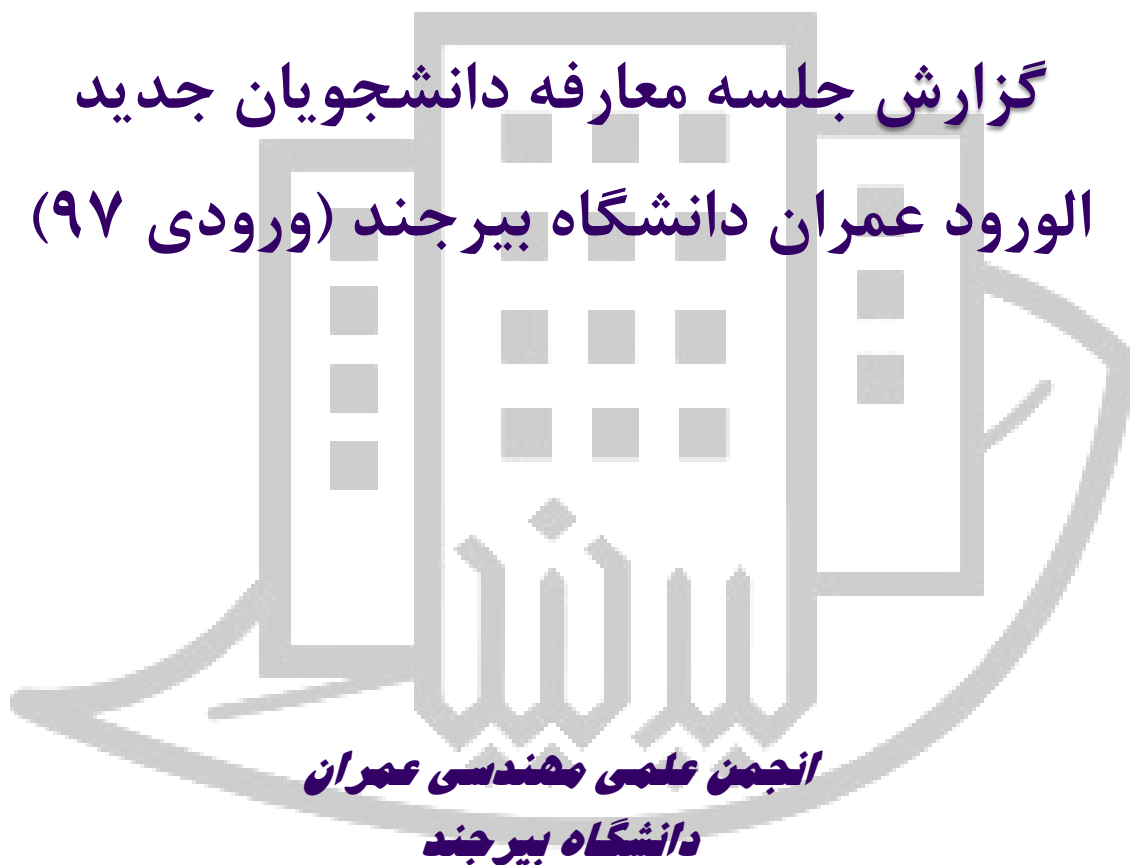 گزارش جلسه معارفه دانشجویان جدید
الورود عمران دانشگاه بیرجند (ورودی ۹۷)
انجمن علمی مهندسی عمران
دانشگاه بیرجند